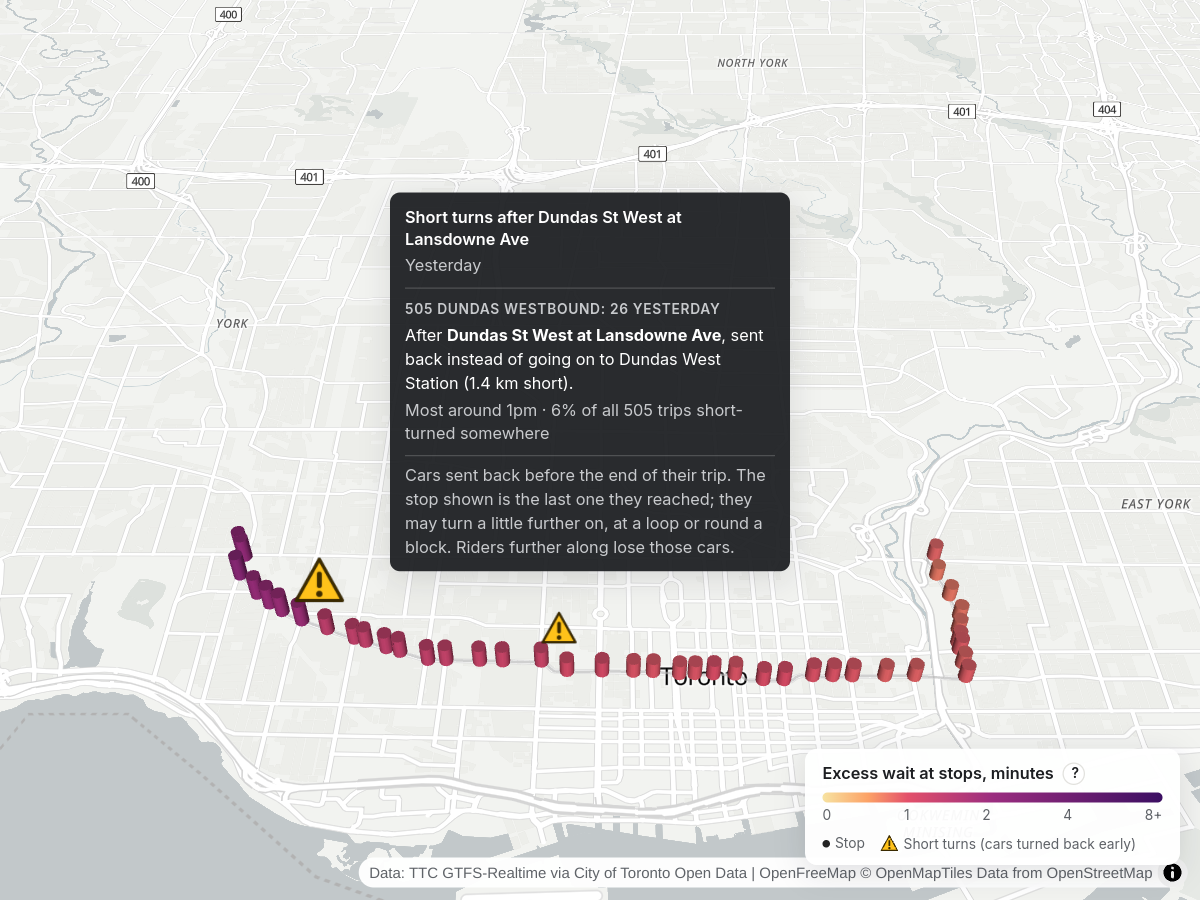 400
NORTH YORK
401
404
401
400
401
Short turns after Dundas St West at
Lansdowne Ave
Yesterday
505 DUNDAS WESTBOUND: 26 YESTERDAY
After Dundas St West at Lansdowne Ave, sent
back instead of going on to Dundas West
Station (1.4 km short).
Most around 1pm · 6% of all 505 trips short-
turned somewhere
Cars sent back before the end of their trip. The
stop shown is the last one they reached; they
may turn a little further on, at a loop or round a
block. Riders further along lose those cars.
YORK
EAST YORK
Toronto
Excess wait at stops, minutes ?
0 1 2 4 8+
Stop Short turns (cars turned back early)
Data: TTC GTFS-Realtime via City of Toronto Open Data | OpenFreeMap © OpenMapTiles Data from OpenStreetMap